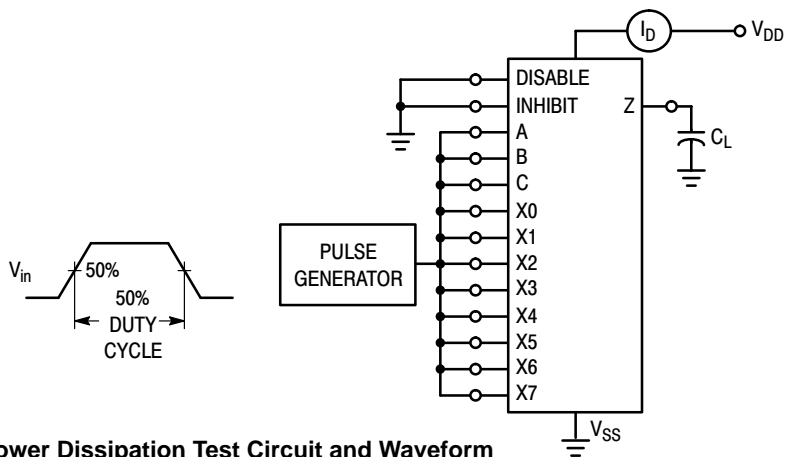 I_D
V_DD
DISABLE
INHIBIT
A
B
C
X0
X1
X2
X3
X4
X5
X6
X7
Z
C_L
PULSE
GENERATOR
V_in
50%
50%
DUTY
CYCLE
V_SS
Dissipation Test Circuit and Waveform